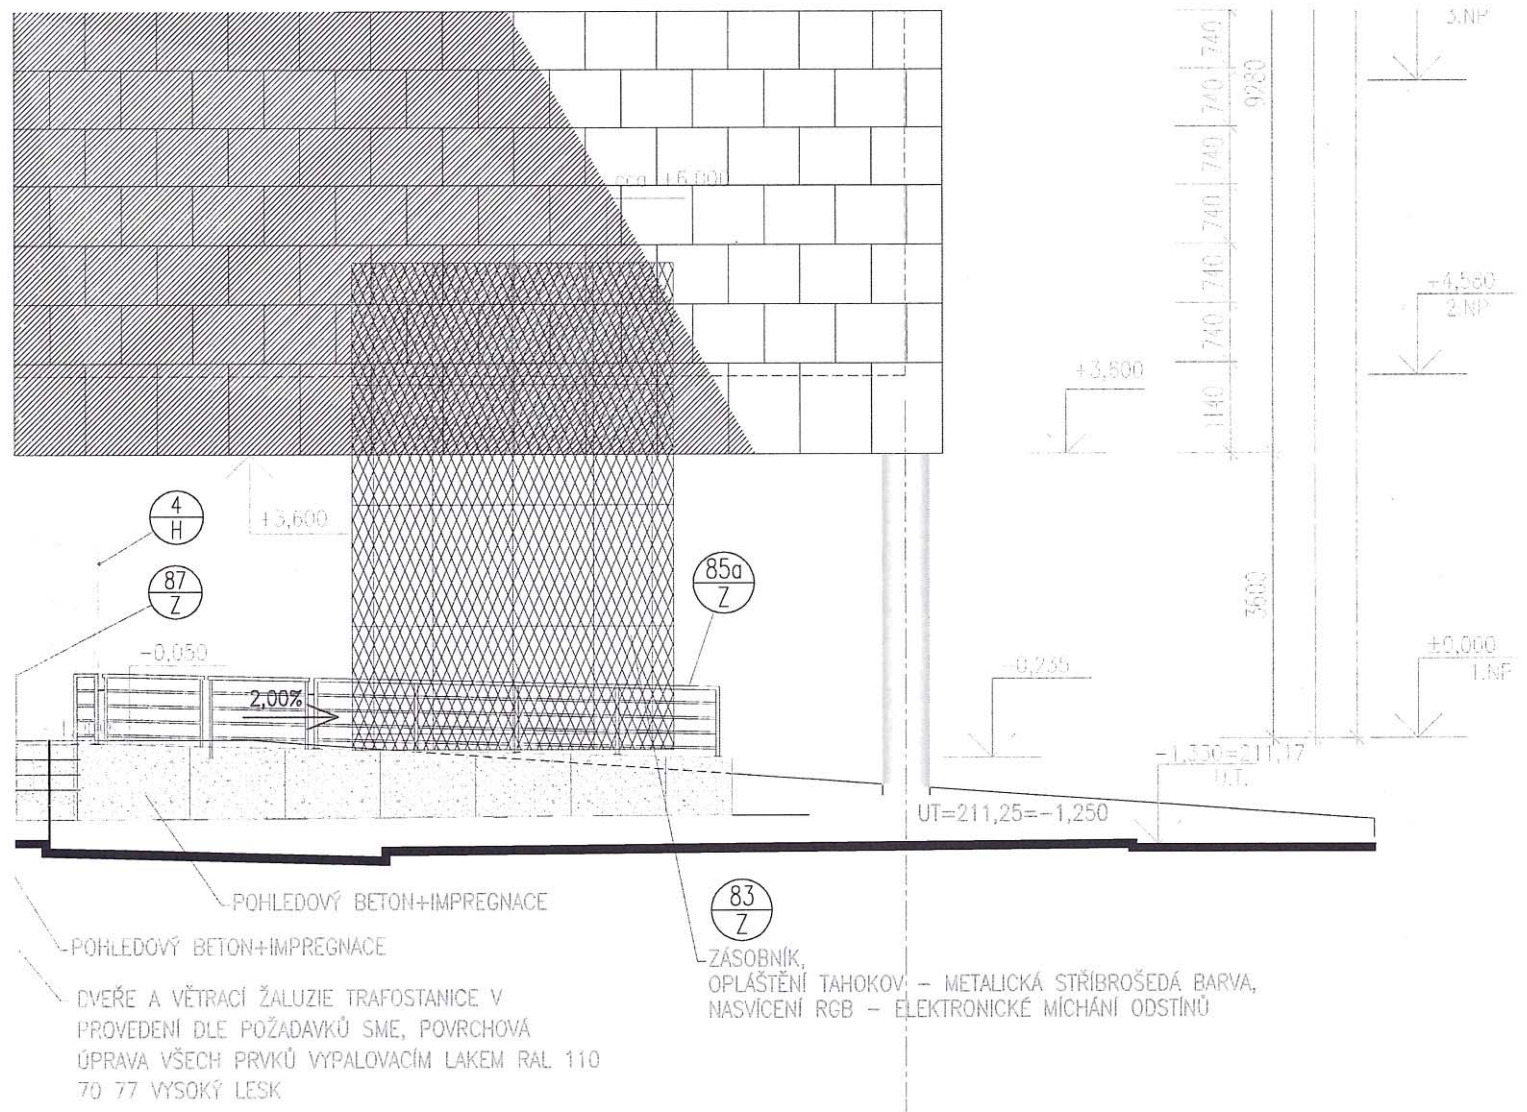 3.NP
740
740
740
740
740
740
1140
9280
cca +6,000
+4,580
2.NP
+3,600
+3,600
4
H
87
Z
85a
Z
3600
-0,050
2,00%
-0,235
±0,000
1.NP
-1,330=211,17
U.T.
UT=211,25=-1,250
POHLEDOVÝ BETON+IMPREGNACE
83
Z
POHLEDOVÝ BETON+IMPREGNACE
ZÁSOBNÍK,
OPLÁŠTĚNÍ TAHOKOV – METALICKÁ STŘÍBROŠEDÁ BARVA,
NASVÍCENÍ RGB – ELEKTRONICKÉ MÍCHÁNÍ ODSTÍNŮ
DVEŘE A VĚTRACÍ ŽALUZIE TRAFOSTANICE V
PROVEDENÍ DLE POŽADAVKŮ SME, POVRCHOVÁ
ÚPRAVA VŠECH PRVKŮ VYPALOVACÍM LAKEM RAL 110
70 77 VYSOKÝ LESK